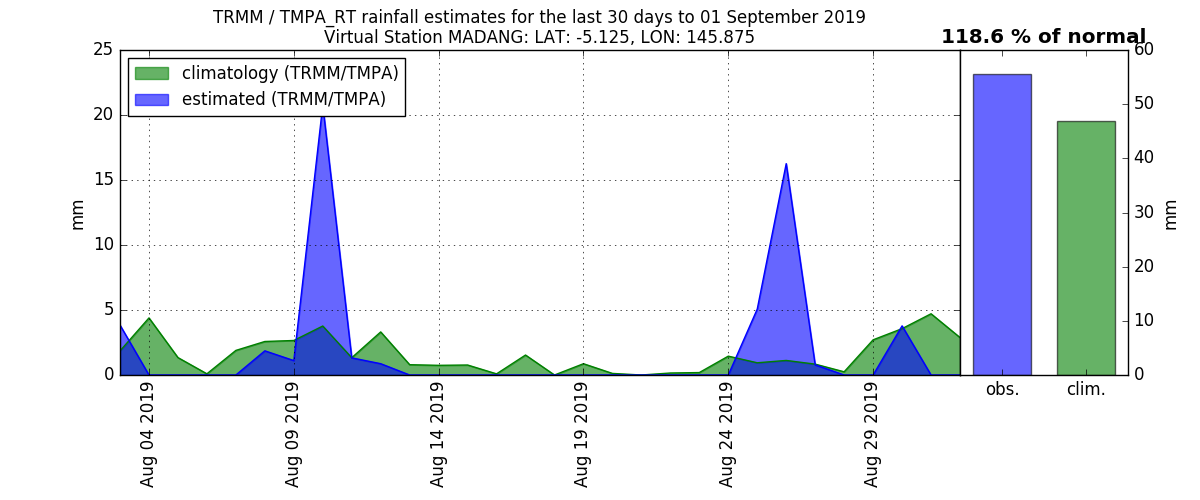 TRMM / TMPA_RT rainfall estimates for the last 30 days to 01 September 2019
Virtual Station MADANG: LAT: -5.125, LON: 145.875
118.6 % of normal
climatology (TRMM/TMPA)
estimated (TRMM/TMPA)
25
20
15
10
5
0
mm
Aug 04 2019
Aug 09 2019
Aug 14 2019
Aug 19 2019
Aug 24 2019
Aug 29 2019
obs.
clim.
60
50
40
30
20
10
0
mm